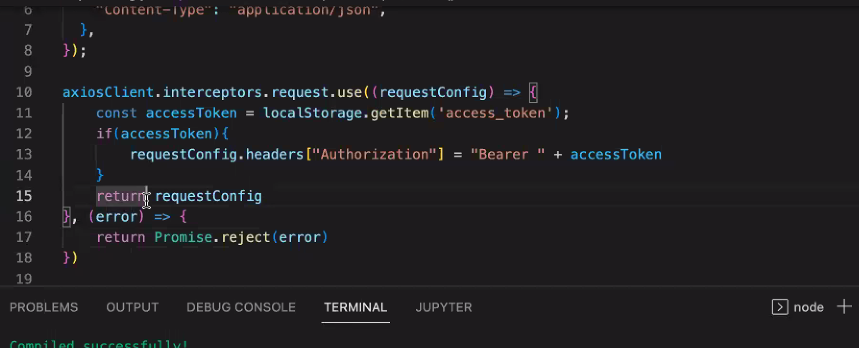 6 "Content-Type": "application/json",
7 },
8 });
9
10 axiosClient.interceptors.request.use((requestConfig) => {
11 const accessToken = localStorage.getItem('access_token');
12 if(accessToken){
13 requestConfig.headers["Authorization"] = "Bearer " + accessToken
14 }
15 return requestConfig
16 }, (error) => {
17 return Promise.reject(error)
18 })
19
PROBLEMS OUTPUT DEBUG CONSOLE TERMINAL JUPYTER node
Compiled successfully!